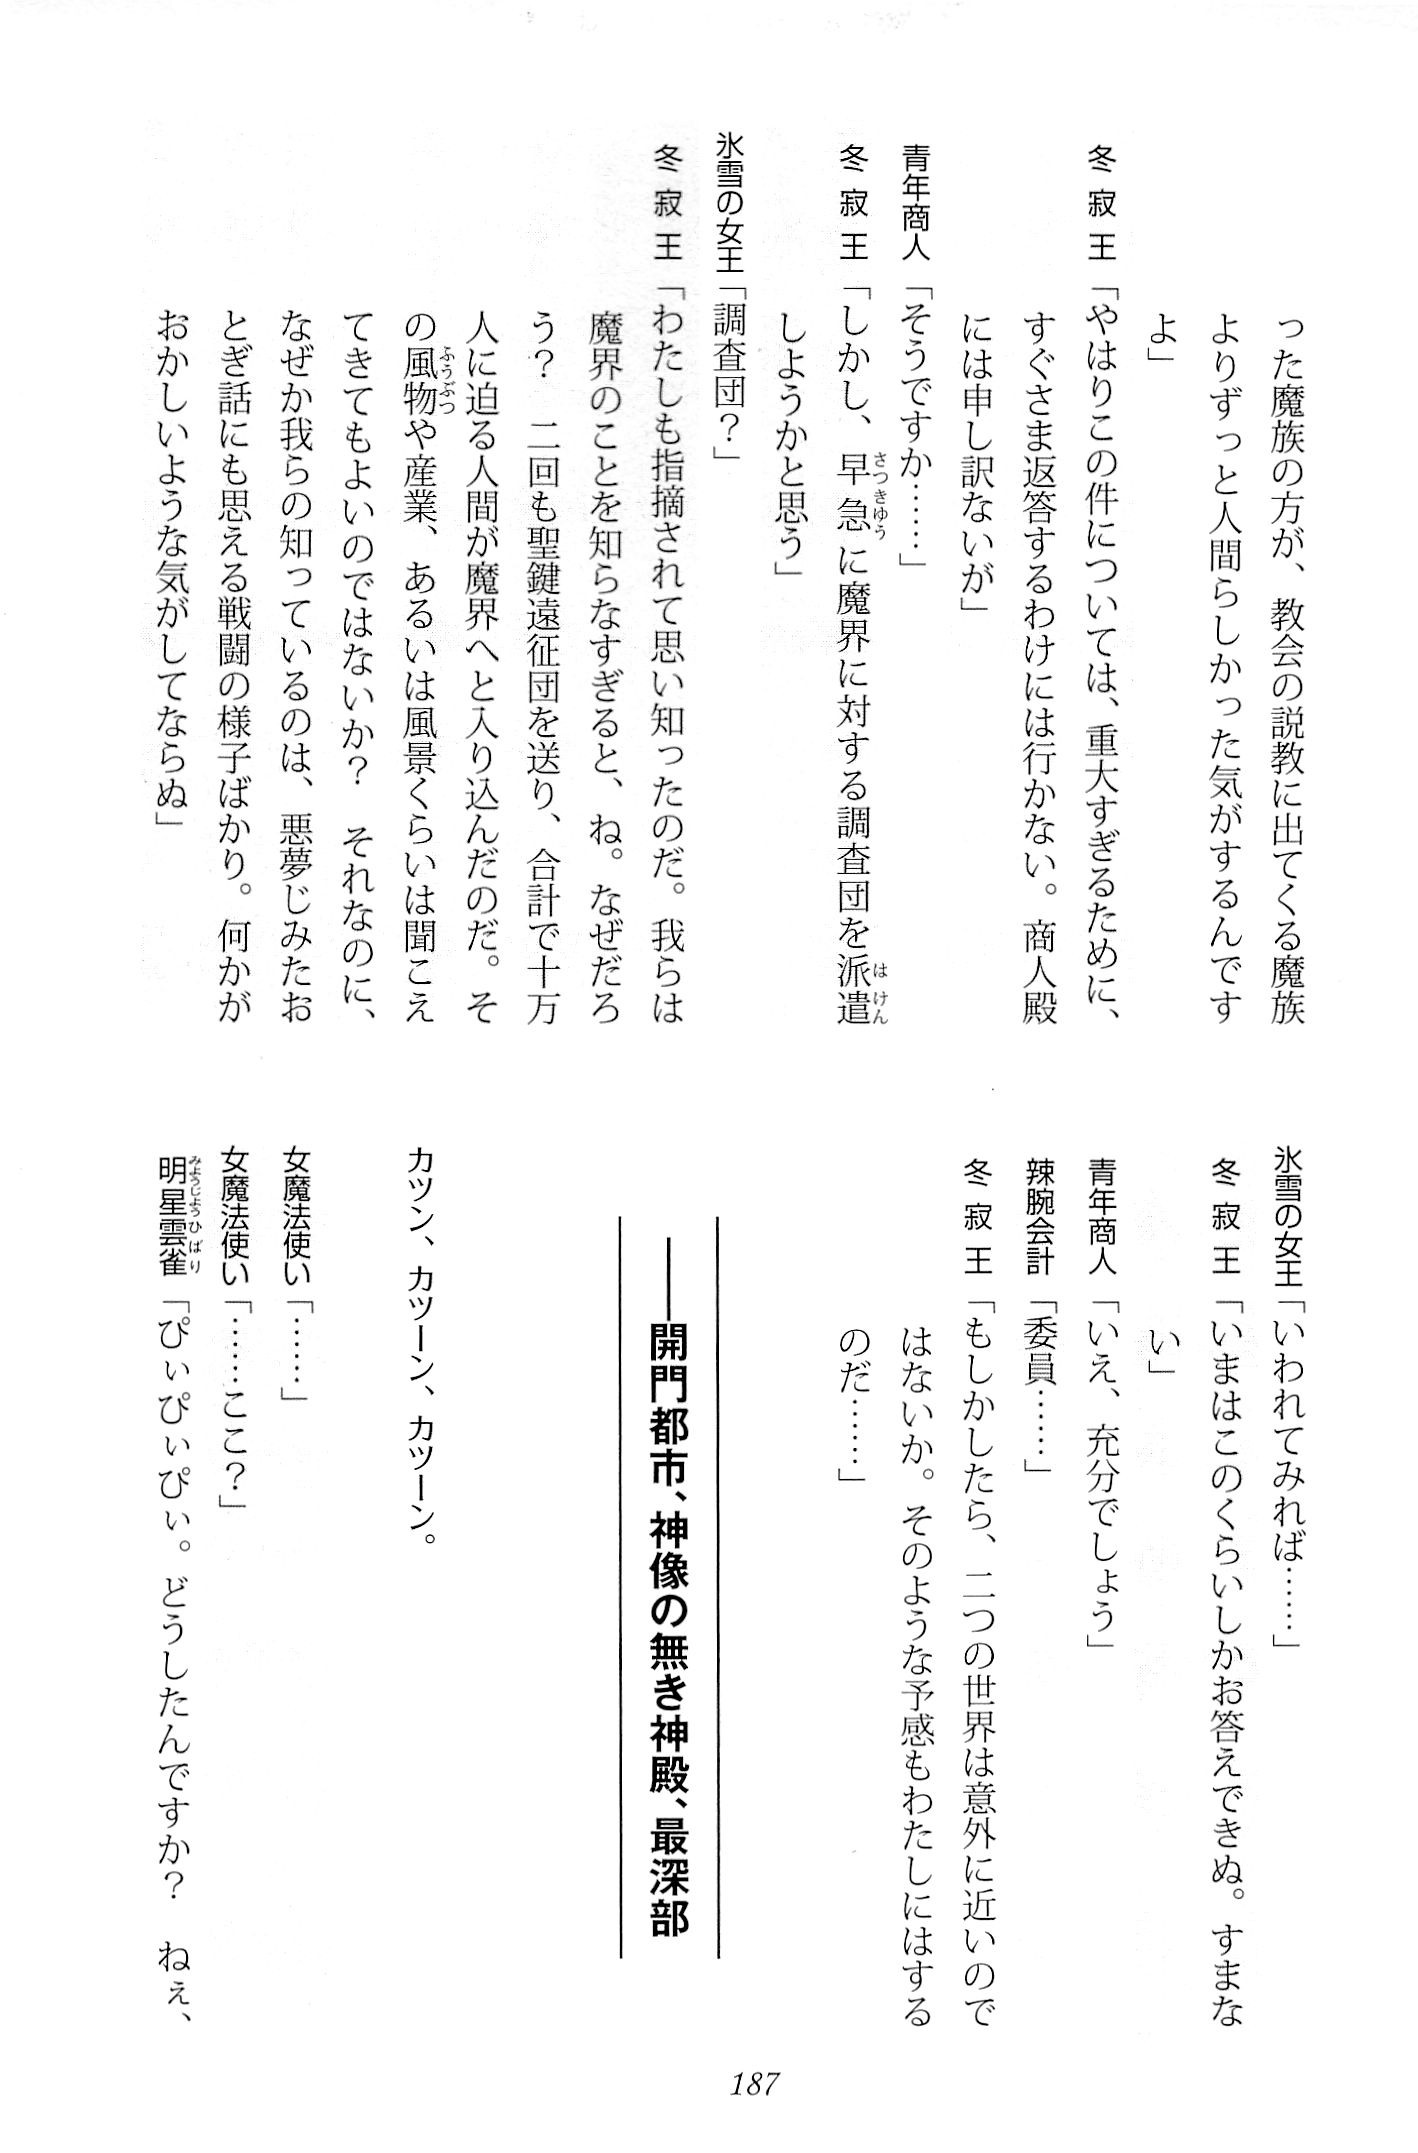 った魔族の方が、教会の説教に出てくる魔族
よりずっと人間らしかった気がするんです
よ」
冬寂王「やはりこの件については、重大すぎるために、
すぐさま返答するわけには行かない。商人殿
には申し訳ないが」
青年商人「そうですか……」
冬寂王「しかし、早急に魔界に対する調査団を派遣
しようかと思う」
氷雪の女王「調査団？」
冬寂王「わたしも指摘されて思い知ったのだ。我らは
魔界のことを知らなすぎると、ね。なぜだろ
う？　二回も聖鍵遠征団を送り、合計で十万
人に迫る人間が魔界へと入り込んだのだ。そ
の風物や産業、あるいは風景くらいは聞こえ
てきてもよいのではないか？　それなのに、
なぜか我らの知っているのは、悪夢じみたお
とぎ話にも思える戦闘の様子ばかり。何かが
おかしいような気がしてならぬ」
氷雪の女王「いわれてみれば……」
冬寂王「いまはこのくらいしかお答えできぬ。すまな
い」
青年商人「いえ、充分でしょう」
辣腕会計「委員……」
冬寂王「もしかしたら、二つの世界は意外に近いので
はないか。そのような予感もわたしにはする
のだ……」
――開門都市、神像の無き神殿、最深部
カツン、カツーン、カツーン。
女魔法使い「……」
女魔法使い「……ここ？」
明星雲雀「ぴぃぴぃぴぃ。どうしたんですか？　ねぇ、
187